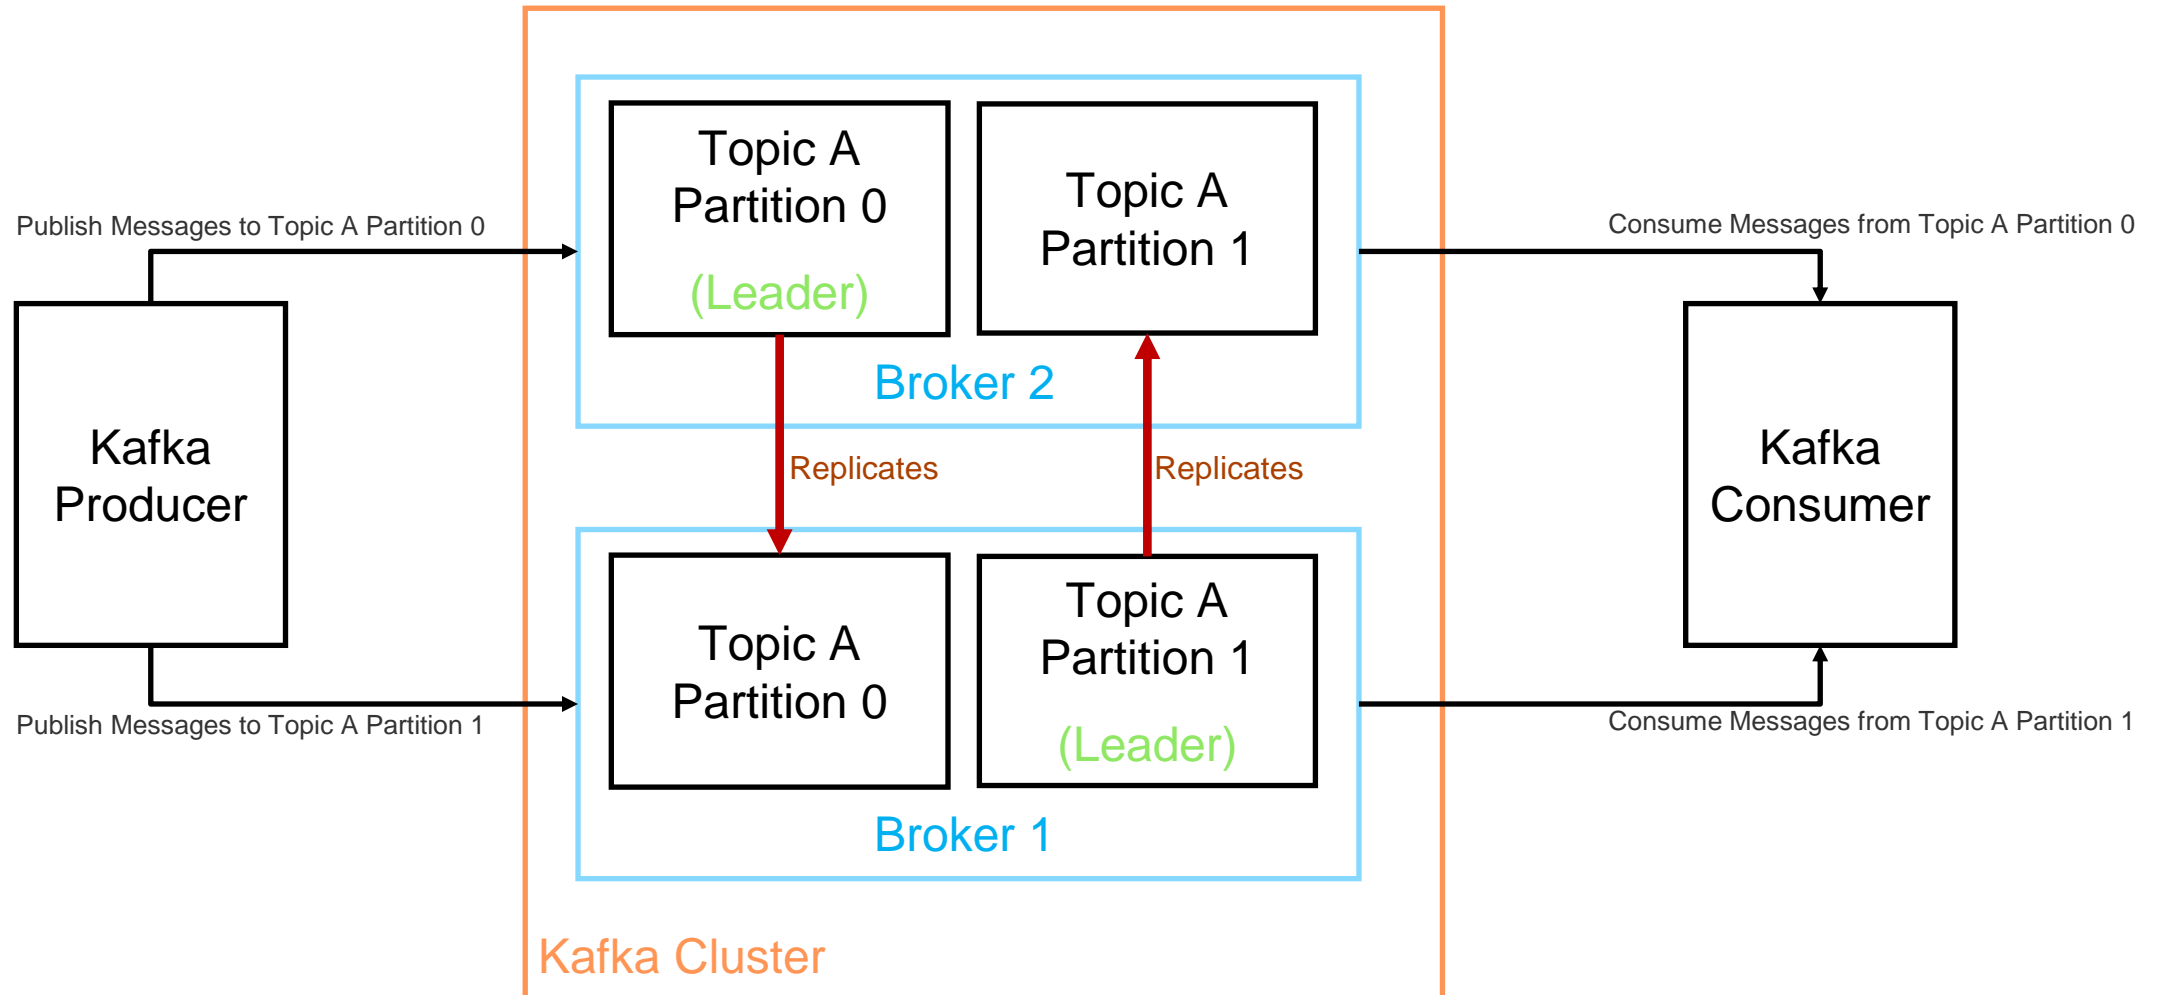 Topic A
Partition 0
(Leader)
Topic A
Partition 1
Publish Messages to Topic A Partition 0
Consume Messages from Topic A Partition 0
Broker 2
Kafka
Producer
Replicates
Replicates
Kafka
Consumer
Topic A
Partition 0
Topic A
Partition 1
(Leader)
Publish Messages to Topic A Partition 1
Consume Messages from Topic A Partition 1
Broker 1
Kafka Cluster